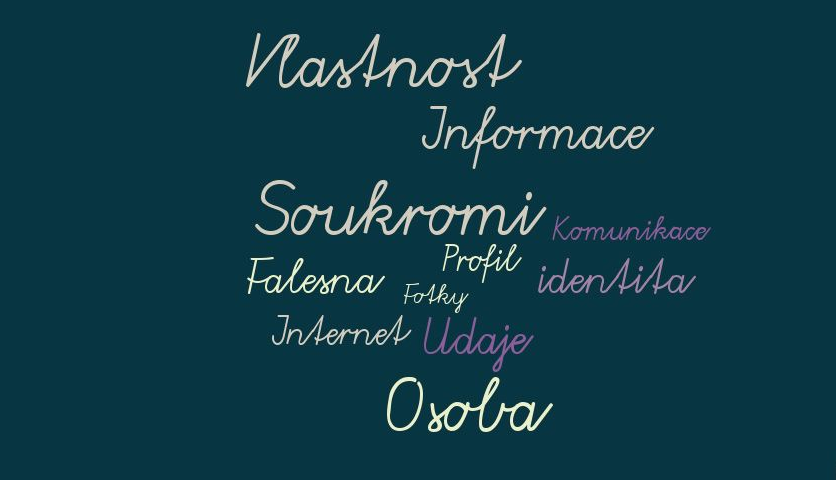 Vlastnost
Informace
Soukromi
Komunikace
Profil
Falesna
identita
Fotky
Internet
Udaje
Osoba